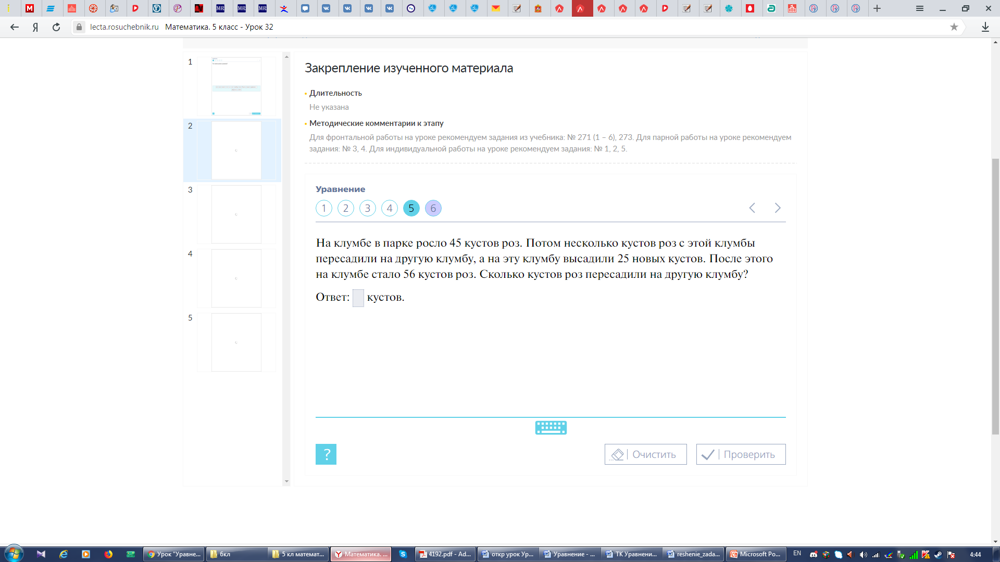 lecta.rosuchebnik.ru Математика. 5 класс - Урок 32
1
2
3
4
5
Закрепление изученного материала
Длительность
Не указана
Методические комментарии к этапу
Для фронтальной работы на уроке рекомендуем задания из учебника: № 271 (1 – 6), 273. Для парной работы на уроке рекомендуем
задания: № 3, 4. Для индивидуальной работы на уроке рекомендуем задания: № 1, 2, 5.
Уравнение
1 2 3 4 5 6
На клумбе в парке росло 45 кустов роз. Потом несколько кустов роз с этой клумбы
пересадили на другую клумбу, а на эту клумбу высадили 25 новых кустов. После этого
на клумбе стало 56 кустов роз. Сколько кустов роз пересадили на другую клумбу?
Ответ: кустов.
?
Очистить Проверить
Урок "Уравне... 6кл 5 кл математ... Математика. ... 4192.pdf - Ad... откр урок Ур... Уравнение - ... ТК Уравнени... reshenie_zada... Microsoft Po... EN 4:44